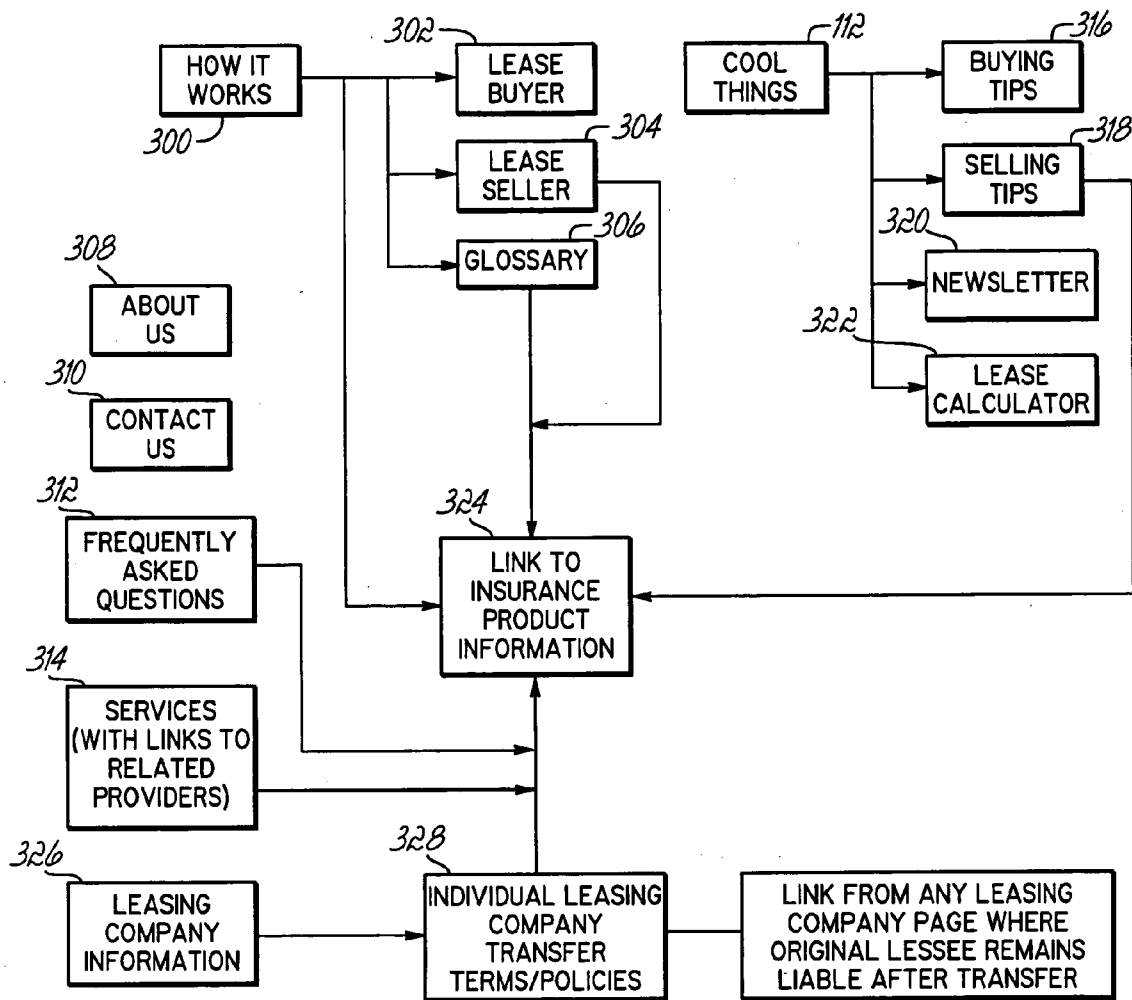 302
112
316
HOW IT
WORKS
LEASE
BUYER
COOL
THINGS
BUYING
TIPS
300
304
318
LEASE
SELLER
SELLING
TIPS
306
320
308
GLOSSARY
NEWSLETTER
ABOUT
US
322
310
LEASE
CALCULATOR
CONTACT
US
312
324
FREQUENTLY
ASKED
QUESTIONS
LINK TO
INSURANCE
PRODUCT
INFORMATION
314
SERVICES
(WITH LINKS TO
RELATED
PROVIDERS)
326
328
LEASING
COMPANY
INFORMATION
INDIVIDUAL LEASING
COMPANY
TRANSFER
TERMS/POLICIES
LINK FROM ANY LEASING
COMPANY PAGE WHERE
ORIGINAL LESSEE REMAINS
LIABLE AFTER TRANSFER